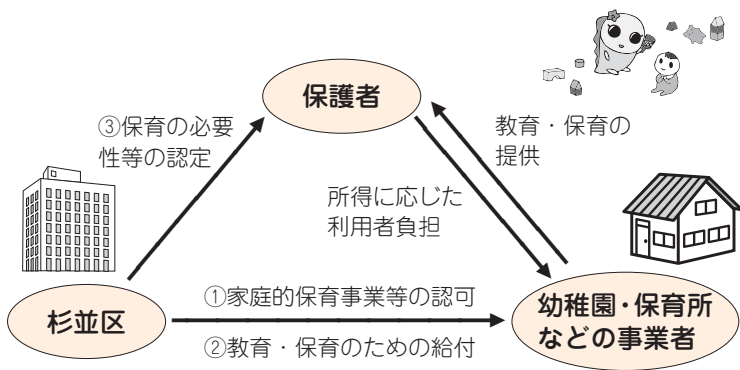 保護者
③保育の必要
性等の認定
教育・保育の
提供
所得に応じた
利用者負担
①家庭的保育事業等の認可
杉並区
幼稚園・保育所
などの事業者
②教育・保育のための給付